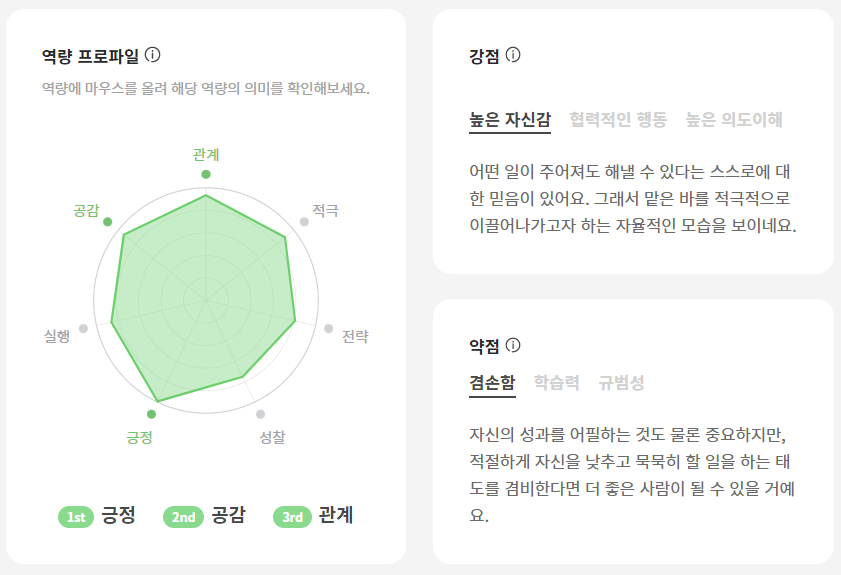 역량 프로파일
역량에 마우스를 올려 해당 역량의 의미를 확인해보세요.
관계
공감
적극
실행
전략
긍정
성찰
1st 긍정 2nd 공감 3rd 관계
강점
높은 자신감 협력적인 행동 높은 의도이해
어떤 일이 주어져도 해낼 수 있다는 스스로에 대
한 믿음이 있어요. 그래서 맡은 바를 적극적으로
이끌어나가고자 하는 자율적인 모습을 보이네요.
약점
겸손함 학습력 규범성
자신의 성과를 어필하는 것도 물론 중요하지만,
적절하게 자신을 낮추고 묵묵히 할 일을 하는 태
도를 겸비한다면 더 좋은 사람이 될 수 있을 거예
요.